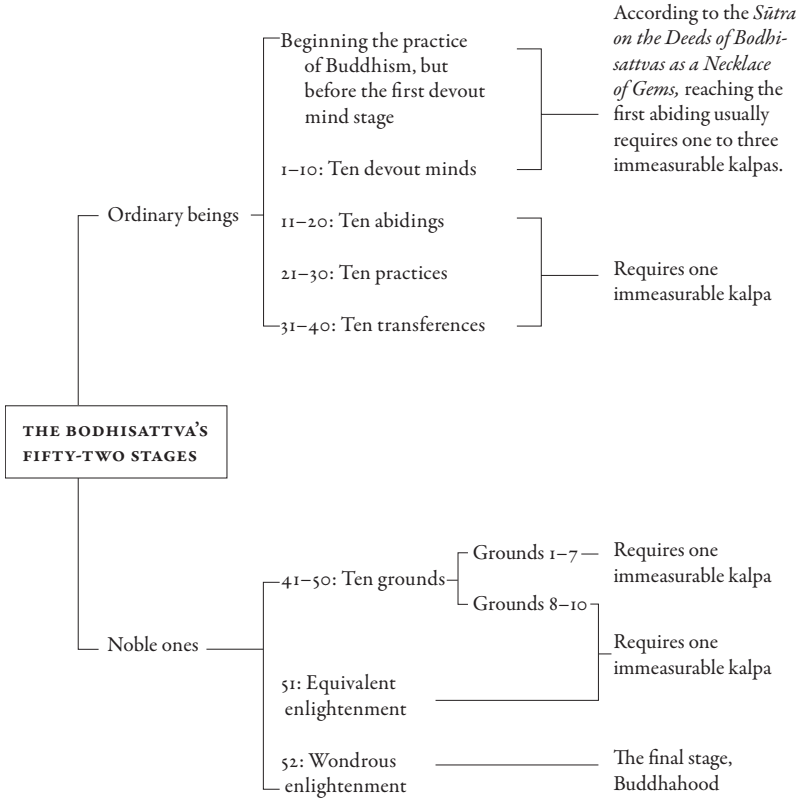 According to the Sūtra
on the Deeds of Bodhi-
sattvas as a Necklace
of Gems, reaching the
first abiding usually
requires one to three
immeasurable kalpas.
Beginning the practice
of Buddhism, but
before the first devout
mind stage
1–10: Ten devout minds
Ordinary beings
11–20: Ten abidings
21–30: Ten practices
31–40: Ten transferences
Requires one
immeasurable kalpa
THE BODHISATTVA’S
FIFTY-TWO STAGES
Noble ones
41–50: Ten grounds
Grounds 1–7
Requires one
immeasurable kalpa
Grounds 8–10
Requires one
immeasurable kalpa
51: Equivalent
enlightenment
52: Wondrous
enlightenment
The final stage,
Buddhahood